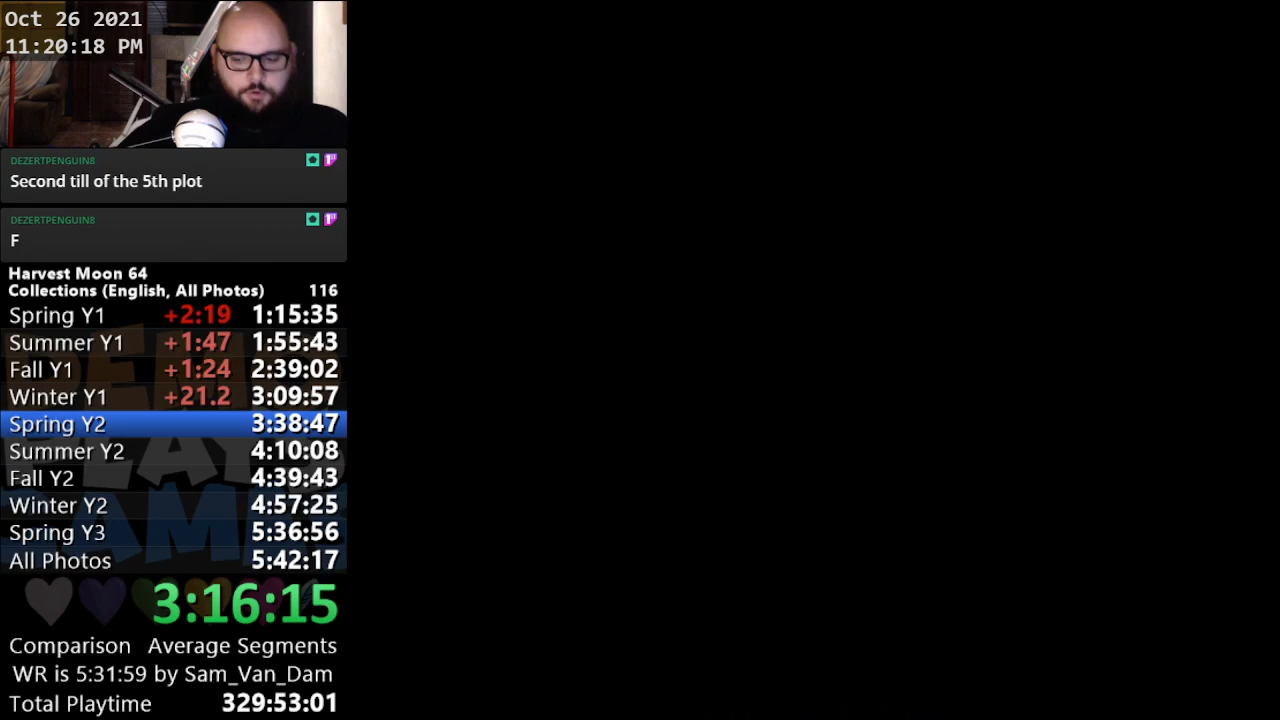 Oct 26 2021
11:20:18 PM
DEZERTPENGUIN8
Second till of the 5th plot
DEZERTPENGUIN8
F
Harvest Moon 64
Collections (English, All Photos) 116
Spring Y1 +2:19 1:15:35
Summer Y1 +1:47 1:55:43
Fall Y1 +1:24 2:39:02
Winter Y1 +21.2 3:09:57
Spring Y2 3:38:47
Summer Y2 4:10:08
Fall Y2 4:39:43
Winter Y2 4:57:25
Spring Y3 5:36:56
All Photos 5:42:17
3:16:15
Comparison Average Segments
WR is 5:31:59 by Sam_Van_Dam
Total Playtime 329:53:01